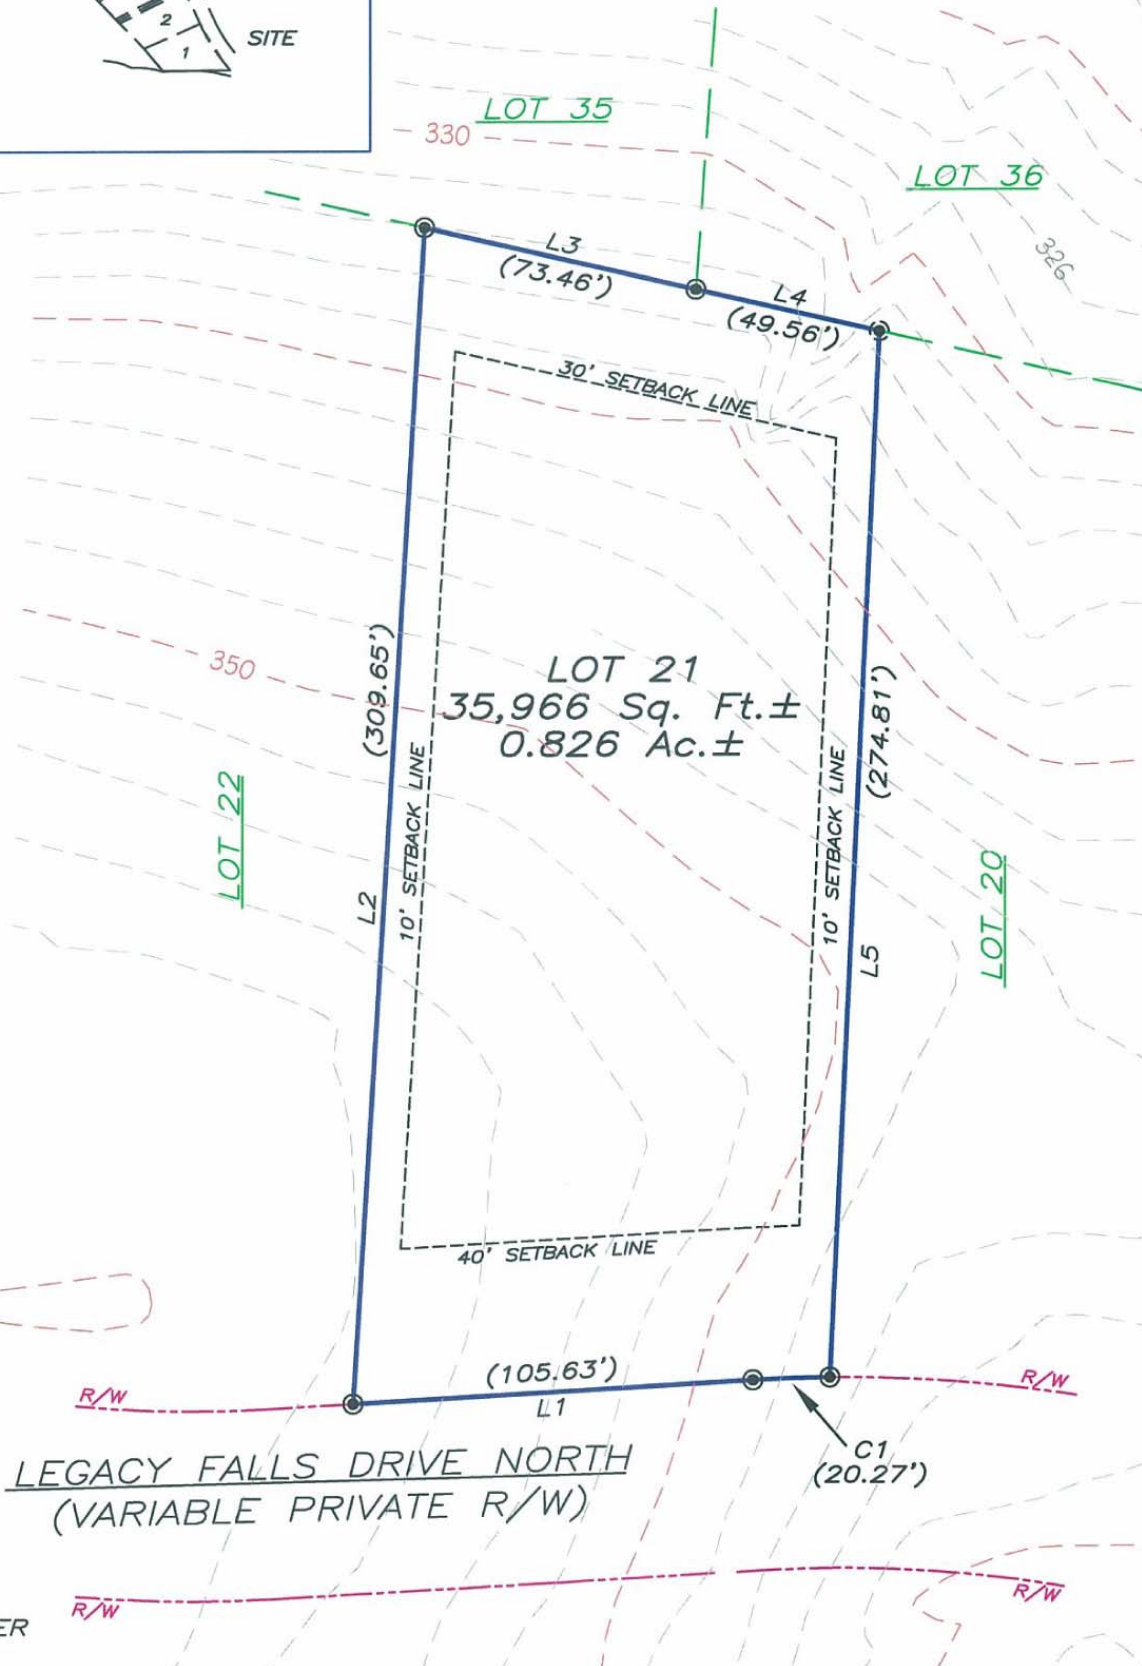 2
1
SITE
LOT 35
330
LOT 36
326
L3
(73.46')
L4
(49.56')
30' SETBACK LINE
(309.65')
350
LOT 21
35,966 Sq. Ft.±
0.826 Ac.±
(274.81')
LOT 22
L2
10' SETBACK LINE
10' SETBACK LINE
L5
LOT 20
40' SETBACK LINE
(105.63')
L1
R/W
R/W
C1
(20.27')
LEGACY FALLS DRIVE NORTH
(VARIABLE PRIVATE R/W)
R/W
R/W
ER